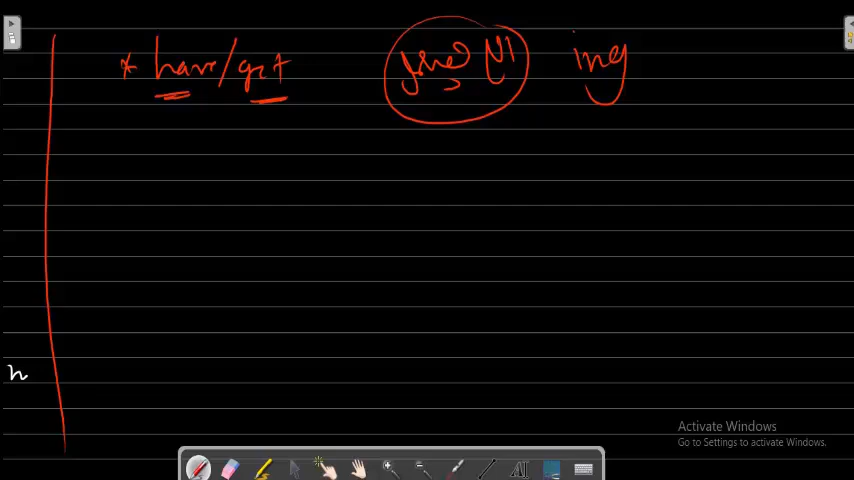 * have/get ing
h
Activate Windows
Go to Settings to activate Windows.